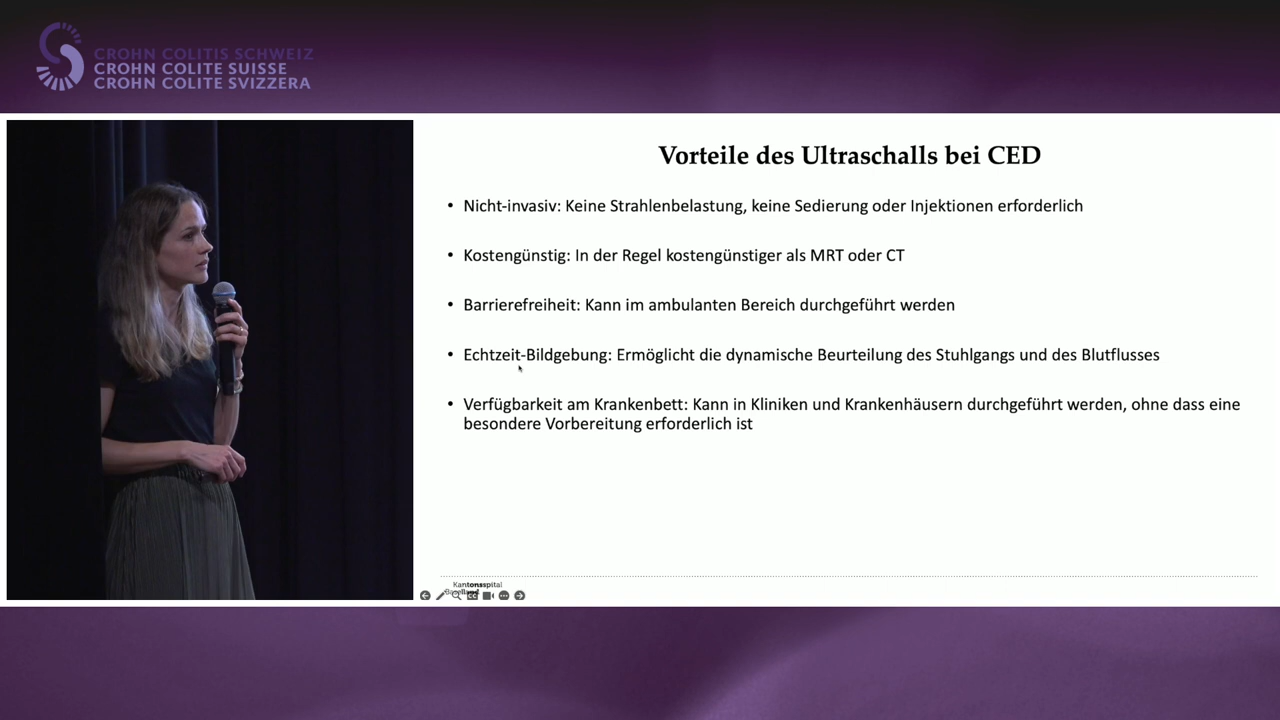 CROHN COLITIS SCHWEIZ
CROHN COLITE SUISSE
CROHN COLITE SVIZZERA
Vorteile des Ultraschalls bei CED
• Nicht-invasiv: Keine Strahlenbelastung, keine Sedierung oder Injektionen erforderlich
• Kostengünstig: In der Regel kostengünstiger als MRT oder CT
• Barrierefreiheit: Kann im ambulanten Bereich durchgeführt werden
• Echtzeit-Bildgebung: Ermöglicht die dynamische Beurteilung des Stuhlgangs und des Blutflusses
• Verfügbarkeit am Krankenbett: Kann in Kliniken und Krankenhäusern durchgeführt werden, ohne dass eine
besondere Vorbereitung erforderlich ist
Kantonsspital